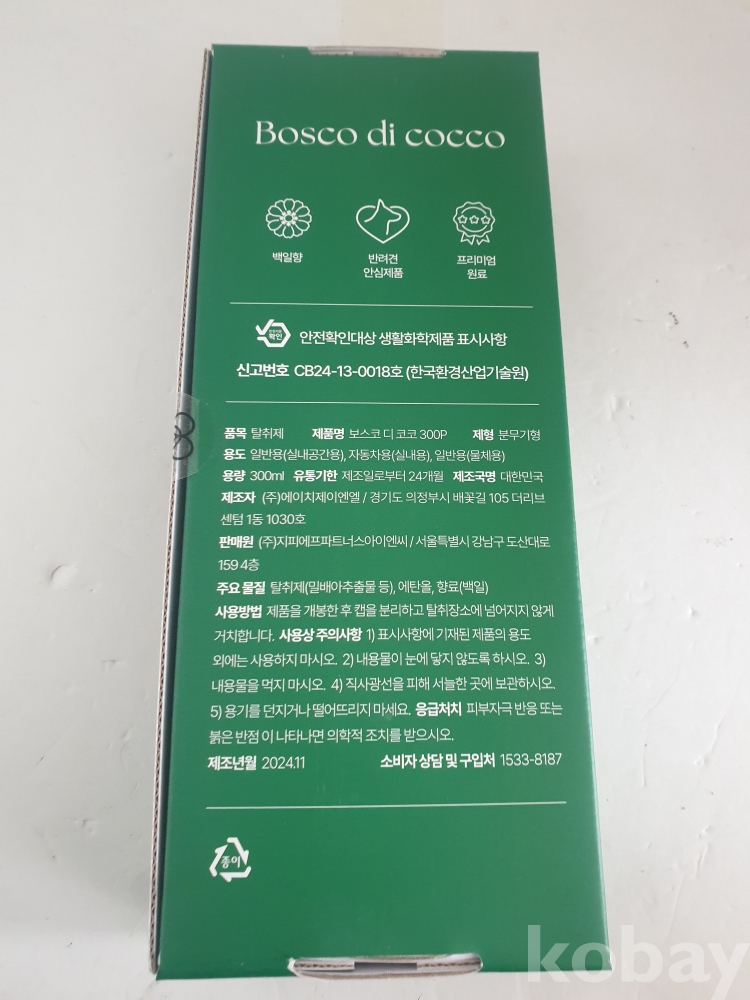 Bosco di cocco
백일향
반려견
안심제품
프리미엄
원료
안전
확인
안전확인대상 생활화학제품 표시사항
신고번호 CB24-13-0018호 (한국환경산업기술원)
품목 탈취제 제품명 보스코 디 코코 300P 제형 분무기형
용도 일반용(실내공간용), 자동차용(실내용), 일반용(물체용)
용량 300ml 유통기한 제조일로부터 24개월 제조국명 대한민국
제조자 (주)에이치제이엔엘 / 경기도 의정부시 배꽃길 105 더리브
센텀 1동 1030호
판매원 (주)지피에프파트너스아이엔씨 / 서울특별시 강남구 도산대로
159 4층
주요 물질 탈취제(밀배아추출물 등), 에탄올, 향료(백일)
사용방법 제품을 개봉한 후 캡을 분리하고 탈취장소에 넘어지지 않게
거치합니다. 사용상 주의사항 1) 표시사항에 기재된 제품의 용도
외에는 사용하지 마시오. 2) 내용물이 눈에 닿지 않도록 하시오. 3)
내용물을 먹지 마시오. 4) 직사광선을 피해 서늘한 곳에 보관하시오.
5) 용기를 던지거나 떨어뜨리지 마세요. 응급처치 피부자극 반응 또는
붉은 반점이 나타나면 의학적 조치를 받으시오.
제조년월 2024.11 소비자 상담 및 구입처 1533-8187
종이
kobay